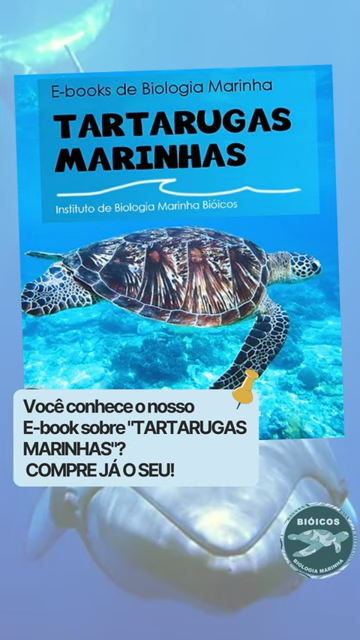 E-books de Biologia Marinha
TARTARUGAS
MARINHAS
Instituto de Biologia Marinha Bióicos
Você conhece o nosso
E-book sobre "TARTARUGAS
MARINHAS"?
COMPRE JÁ O SEU!
BIÓICOS
BIOLOGIA MARINHA